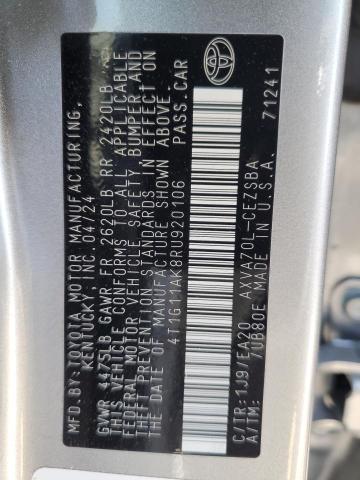 MFD. BY: TOYOTA MOTOR MANUFACTURING,
KENTUCKY, INC. 04/24
GVWR 4475LB GAWR FR 2620LB RR 2420LB
THIS VEHICLE CONFORMS TO ALL APPLICABLE
FEDERAL MOTOR VEHICLE SAFETY, BUMPER, AND
THEFT PREVENTION STANDARDS IN EFFECT ON
THE DATE OF MANUFACTURE SHOWN ABOVE.
4T1G11AK8RU920106 PASS.CAR
C/TR:1J9/EA20 AXVA70L-CEZSBA
A/TM: /UB80E MADE IN U.S.A. 71241